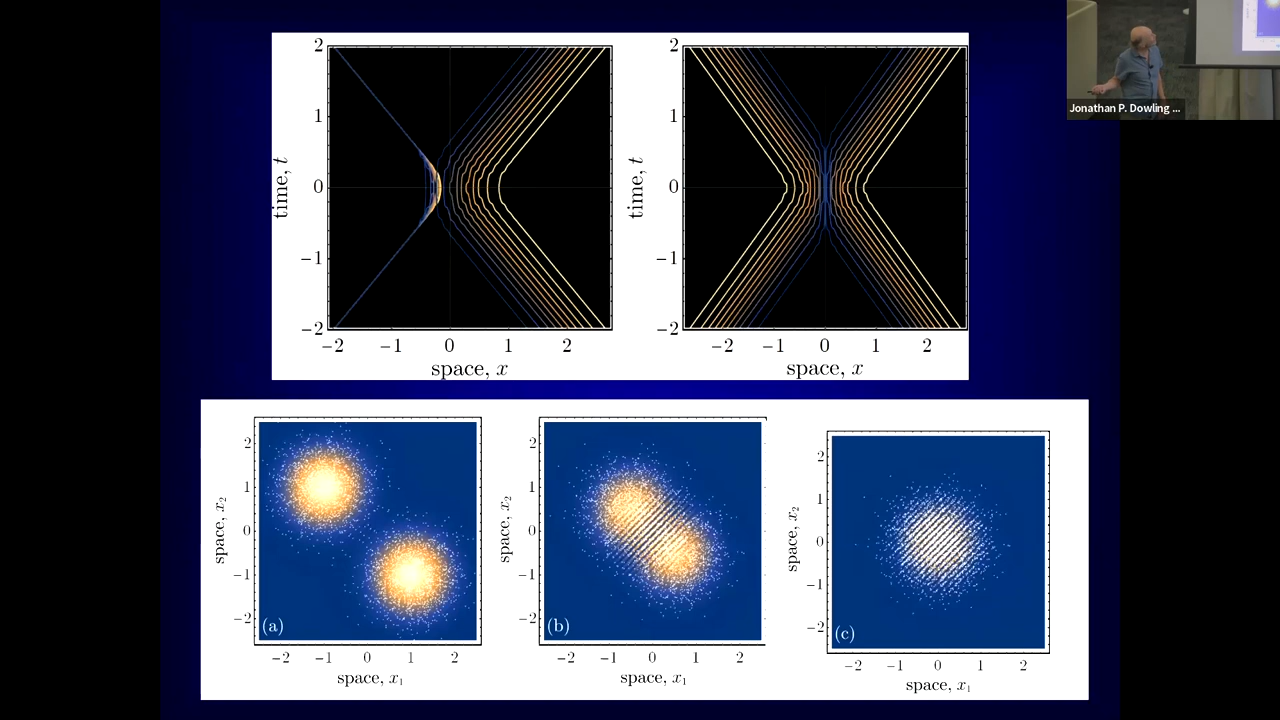 Jonathan P. Dowling ...
2
1
0
−1
−2
time, t
−2 −1 0 1 2
space, x
2
1
0
−1
−2
time, t
−2 −1 0 1 2
space, x
2
1
0
−1
−2
space, x₂
(a)
−2 −1 0 1 2
space, x₁
2
1
0
−1
−2
space, x₂
(b)
−2 −1 0 1 2
space, x₁
2
1
0
−1
−2
space, x₂
(c)
−2 −1 0 1 2
space, x₁